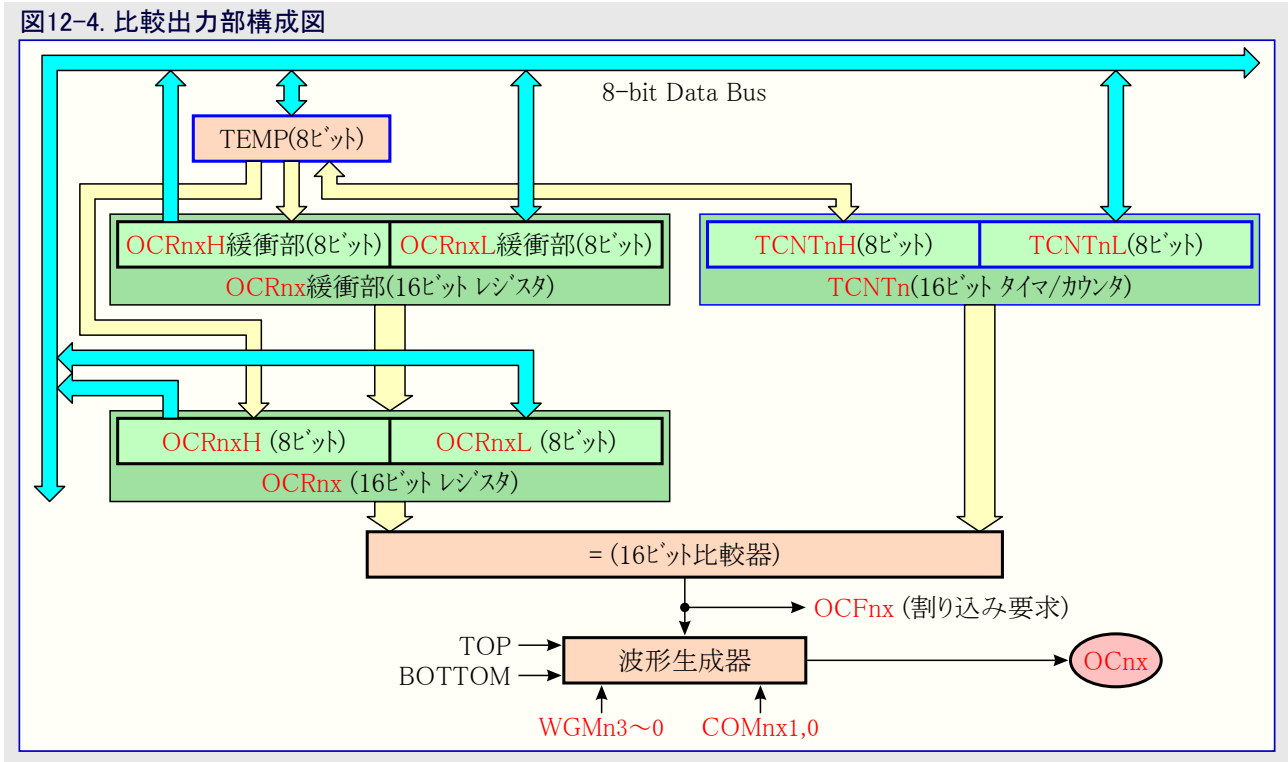 図12-4. 比較出力部構成図
8-bit Data Bus
TEMP(8ビット)
OCRnxH緩衝部(8ビット)
OCRnxL緩衝部(8ビット)
TCNTnH(8ビット)
TCNTnL(8ビット)
OCRnx緩衝部(16ビット レジスタ)
TCNTn(16ビット タイマ/カウンタ)
OCRnxH (8ビット)
OCRnxL (8ビット)
OCRnx (16ビット レジスタ)
= (16ビット比較器)
OCFnx (割り込み要求)
TOP
BOTTOM
波形生成器
OCnx
WGMn3～0
COMnx1,0